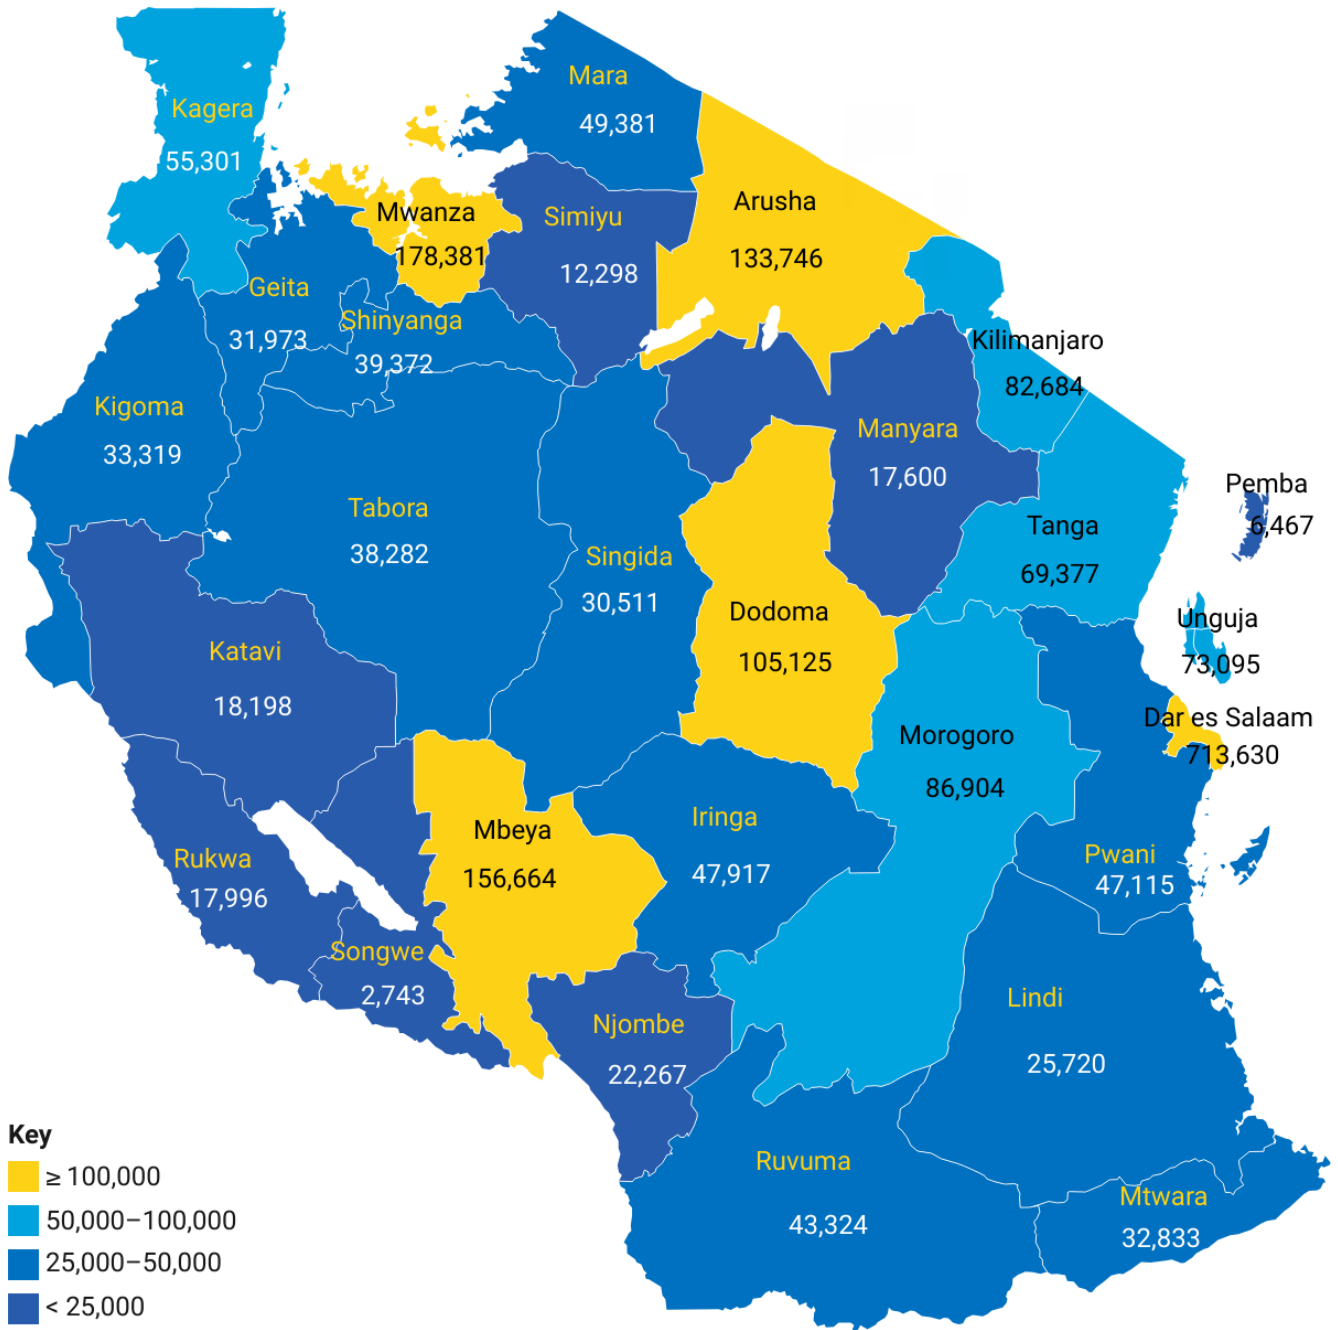 Mara
49,381
Kagera
55,301
Arusha
133,746
Mwanza
178,381
Simiyu
12,298
Geita
31,973
Shinyanga
39,372
Kilimanjaro
82,684
Kigoma
33,319
Manyara
17,600
Pemba
6,467
Tabora
38,282
Singida
30,511
Tanga
69,377
Dodoma
105,125
Unguja
73,095
Katavi
18,198
Dar es Salaam
713,630
Morogoro
86,904
Mbeya
156,664
Iringa
47,917
Rukwa
17,996
Pwani
47,115
Songwe
2,743
Lindi
25,720
Njombe
22,267
Ruvuma
43,324
Mtwara
32,833
Key
≥ 100,000
50,000–100,000
25,000–50,000
< 25,000